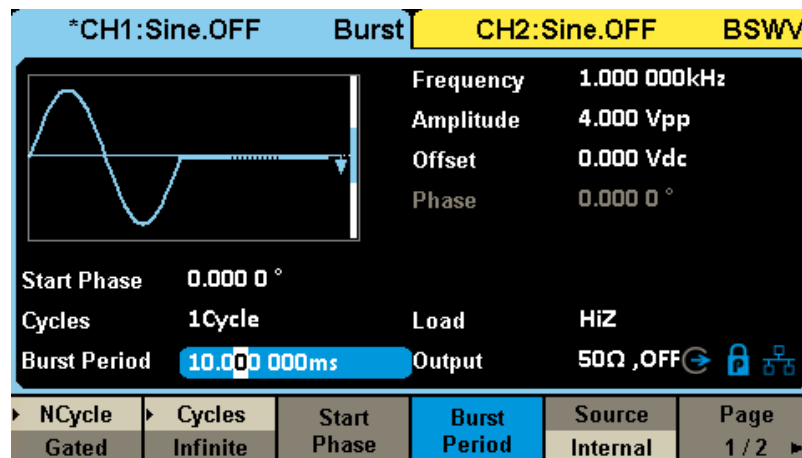 *CH1:Sine.OFF Burst CH2:Sine.OFF BSWV
Frequency 1.000 000kHz
Amplitude 4.000 Vpp
Offset 0.000 Vdc
Phase 0.000 0 °
Start Phase 0.000 0 °
Cycles 1Cycle Load HiZ
Burst Period 10.000 000ms Output 50Ω ,OFF P
NCycle Cycles Start Burst Source Page
Gated Infinite Phase Period Internal 1/2